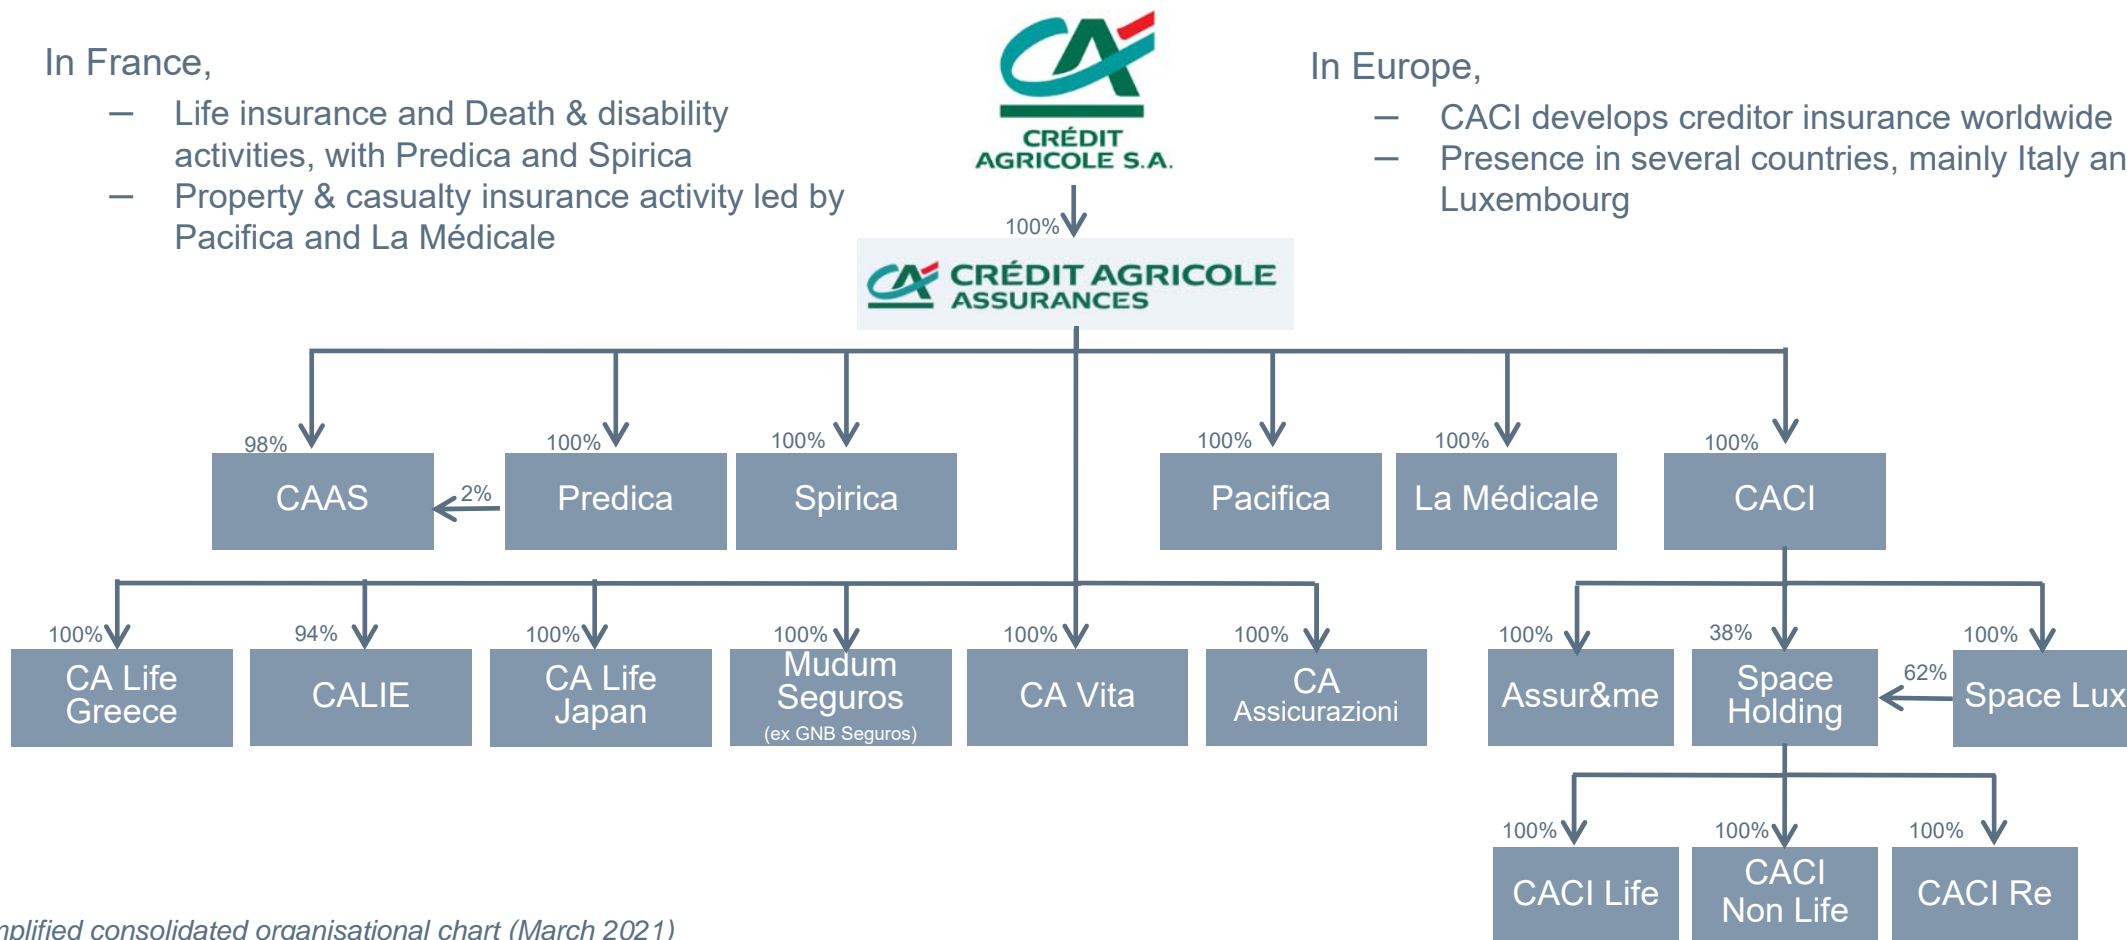 In France,
— Life insurance and Death & disability
activities, with Predica and Spirica
— Property & casualty insurance activity led by
Pacifica and La Médicale
CRÉDIT
AGRICOLE S.A.
In Europe,
— CACI develops creditor insurance worldwide
— Presence in several countries, mainly Italy an
Luxembourg
100%
CRÉDIT AGRICOLE
ASSURANCES
98%
100%
100%
100%
100%
100%
CAAS
2%
Predica
Spirica
Pacifica
La Médicale
CACI
100%
94%
100%
100%
100%
100%
100%
38%
100%
CA Life
Greece
CALIE
CA Life
Japan
Mudum
Seguros
(ex GNB Seguros)
CA Vita
CA
Assicurazioni
Assur&me
Space
Holding
62%
Space Lux
100%
100%
100%
CACI Life
CACI
Non Life
CACI Re
mplified consolidated organisational chart (March 2021)